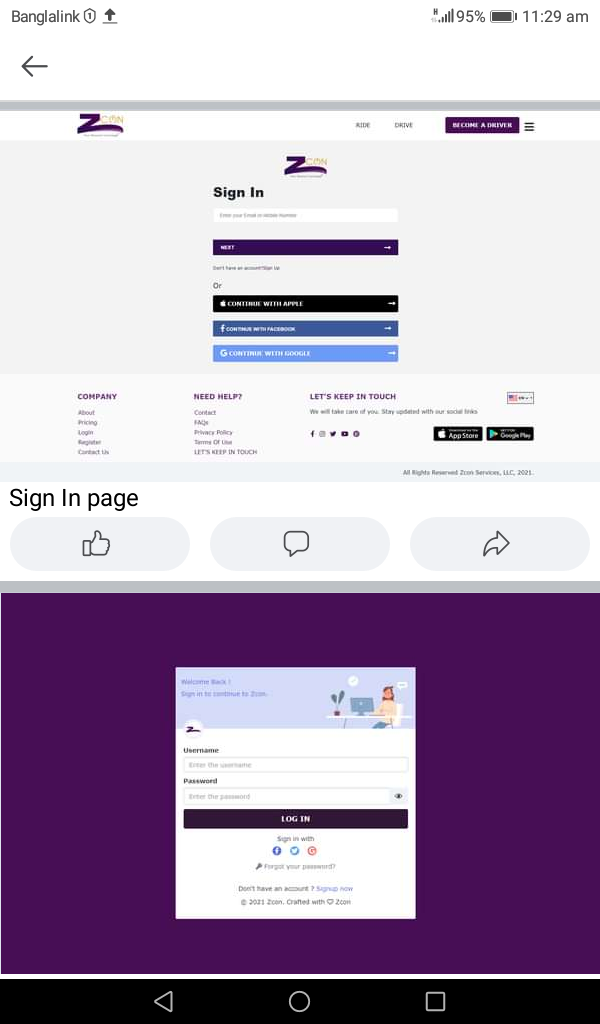 Banglalink 95% 11:29 am
ZCON
RIDE DRIVE BECOME A DRIVER
ZCON
Sign In
Enter your Email or Mobile Number
NEXT
Don't have an account?Sign Up
Or
CONTINUE WITH APPLE
CONTINUE WITH FACEBOOK
CONTINUE WITH GOOGLE
COMPANY
About
Pricing
Login
Register
Contact Us
NEED HELP?
Contact
FAQs
Privacy Policy
Terms Of Use
LET'S KEEP IN TOUCH
LET'S KEEP IN TOUCH
We will take care of you. Stay updated with our social links
EN
App Store
Google Play
All Rights Reserved Zcon Services, LLC, 2021.
Sign In page
Welcome Back !
Sign in to continue to Zcon.
Username
Enter the username
Password
Enter the password
LOG IN
Sign in with
Forgot your password?
Don't have an account ? Signup now
© 2021 Zcon. Crafted with Zcon